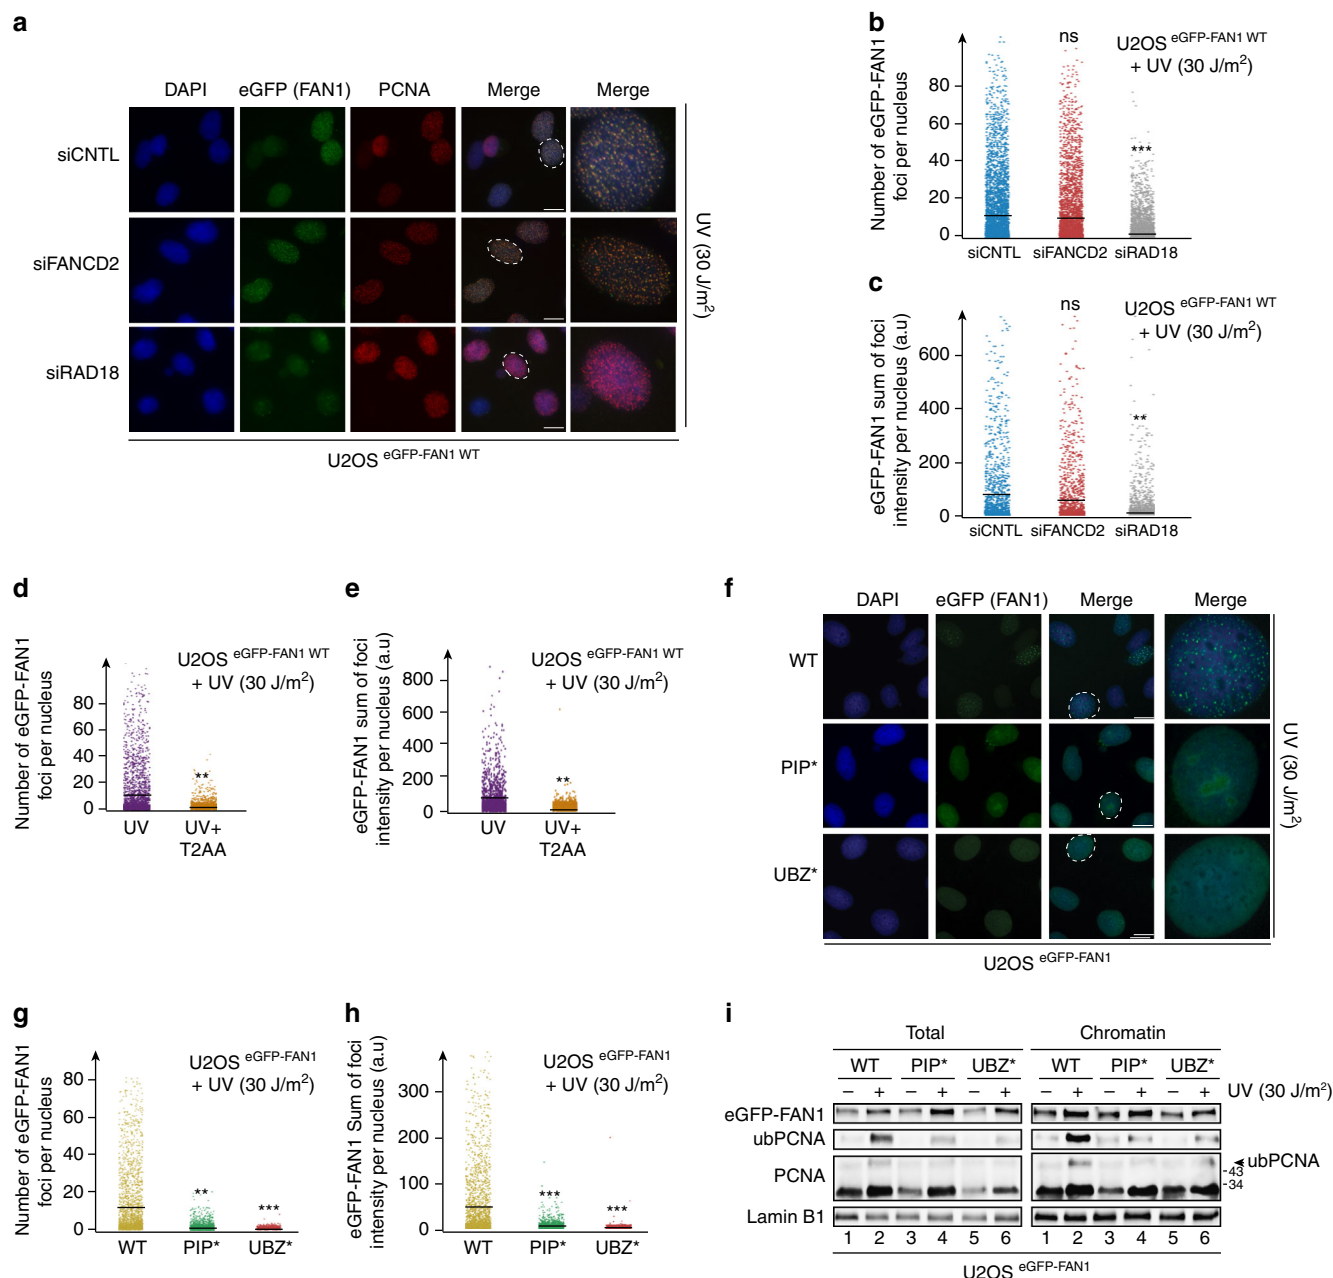 a
DAPI eGFP (FAN1) PCNA Merge
siCNTL
siFANCD2
siRAD18
UV (30 J/m²)
U2OS eGFP-FAN1 WT
b
Number of eGFP-FAN1
foci per nucleus
80
60
40
20
0
ns
***
U2OS eGFP-FAN1 WT
+ UV (30 J/m²)
siCNTL siFANCD2 siRAD18
c
eGFP-FAN1 sum of foci
intensity per nucleus (a.u)
600
400
200
0
ns
**
U2OS eGFP-FAN1 WT
+ UV (30 J/m²)
siCNTL siFANCD2 siRAD18
d
Number of eGFP-FAN1
foci per nucleus
80
60
40
20
0
**
U2OS eGFP-FAN1 WT
+ UV (30 J/m²)
UV UV+
T2AA
e
eGFP-FAN1 sum of foci
intensity per nucleus (a.u)
800
600
400
200
0
**
U2OS eGFP-FAN1 WT
+ UV (30 J/m²)
UV UV+
T2AA
f
DAPI eGFP (FAN1) Merge Merge
WT
PIP*
UBZ*
UV (30 J/m²)
U2OS eGFP-FAN1
g
Number of eGFP-FAN1
foci per nucleus
80
60
40
20
0
**
***
U2OS eGFP-FAN1
+ UV (30 J/m²)
WT PIP* UBZ*
h
eGFP-FAN1 Sum of foci
intensity per nucleus (a.u)
300
200
100
0
***
***
U2OS eGFP-FAN1
+ UV (30 J/m²)
WT PIP* UBZ*
i
Total Chromatin
WT PIP* UBZ* WT PIP* UBZ*
– + – + – + – + – + – + UV (30 J/m²)
eGFP-FAN1
ubPCNA
PCNA
ubPCNA
-43
-34
Lamin B1
1 2 3 4 5 6 1 2 3 4 5 6
U2OS eGFP-FAN1